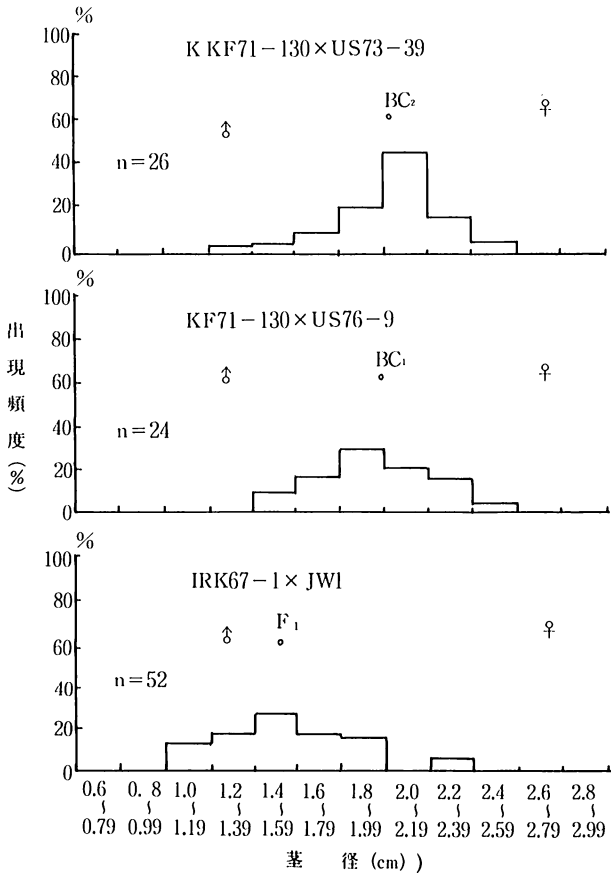 %
100
K KF71-130×US73-39
80
BC₂
♂ ♀
60
n=26
40
20
0
%
100
KF71-130×US76-9
80
BC₁
♂ ♀
60
n=24
40
20
0
%
100
IRK67-1×JW1
80
F₁
♂ ♀
60
n=52
40
20
0
出現頻度(%)
0.6 0.8 1.0 1.2 1.4 1.6 1.8 2.0 2.2 2.4 2.6 2.8
~ ~ ~ ~ ~ ~ ~ ~ ~ ~ ~ ~
0.79 0.99 1.19 1.39 1.59 1.79 1.99 2.19 2.39 2.59 2.79 2.99
茎 径 (cm) )